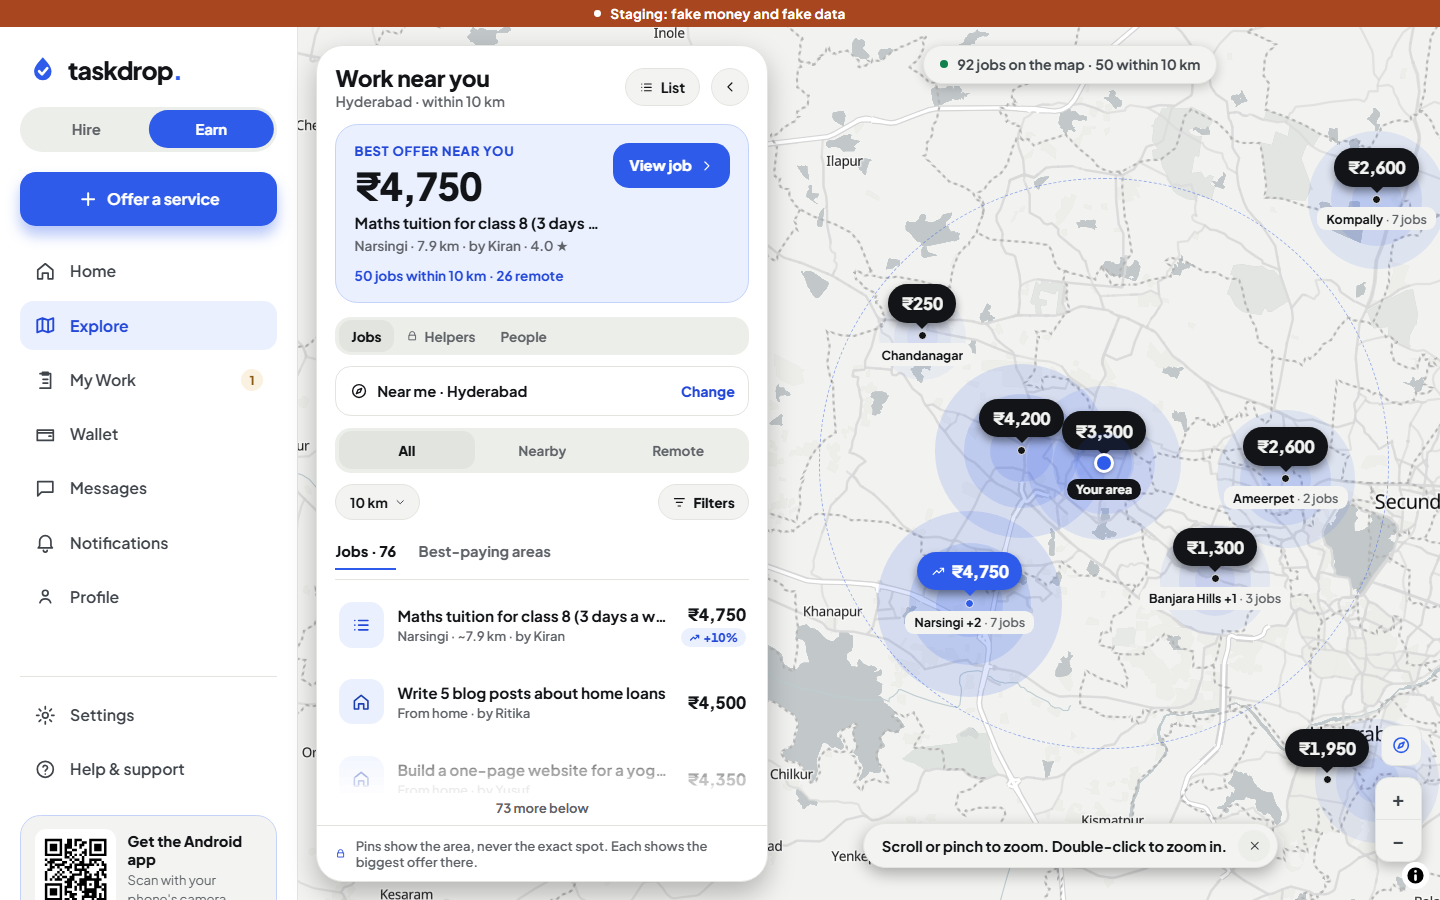 Staging: fake money and fake data
taskdrop.
Hire
Earn
+ Offer a service
Home
Explore
My Work
1
Wallet
Messages
Notifications
Profile
Settings
Help & support
Get the Android
app
Scan with your
phone's camera
Work near you
Hyderabad · within 10 km
List
BEST OFFER NEAR YOU
₹4,750
View job
Maths tuition for class 8 (3 days ...
Narsingi · 7.9 km · by Kiran · 4.0 ★
50 jobs within 10 km · 26 remote
Jobs
Helpers
People
Near me · Hyderabad
Change
All
Nearby
Remote
10 km
Filters
Jobs · 76
Best-paying areas
Maths tuition for class 8 (3 days a w...
₹4,750
Narsingi · ~7.9 km · by Kiran
+10%
Write 5 blog posts about home loans
₹4,500
From home · by Ritika
Build a one-page website for a yog...
₹4,350
From home · by Yusuf
73 more below
Pins show the area, never the exact spot. Each shows the
biggest offer there.
92 jobs on the map · 50 within 10 km
Inole
Ilapur
₹2,600
Kompally · 7 jobs
₹250
Chandanagar
₹4,200
₹3,300
Your area
₹2,600
Ameerpet · 2 jobs
Secund
₹1,300
Banjara Hills +1 · 3 jobs
₹4,750
Narsingi +2 · 7 jobs
Khanapur
₹1,950
Chilkur
Kismatpur
Scroll or pinch to zoom. Double-click to zoom in.
+
−
Kesaram